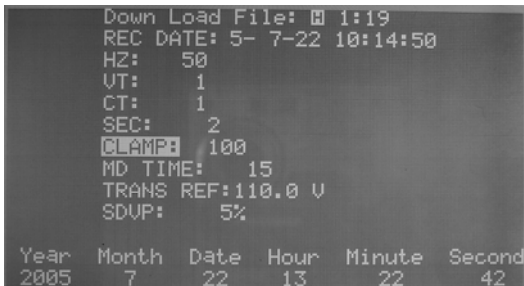 Down Load File: H 1:19
REC DATE: 5- 7-22 10:14:50
HZ: 50
VT: 1
CT: 1
SEC: 2
CLAMP: 100
MD TIME: 15
TRANS REF:110.0 V
SDVP: 5%
Year Month Date Hour Minute Second
2005 7 22 13 22 42